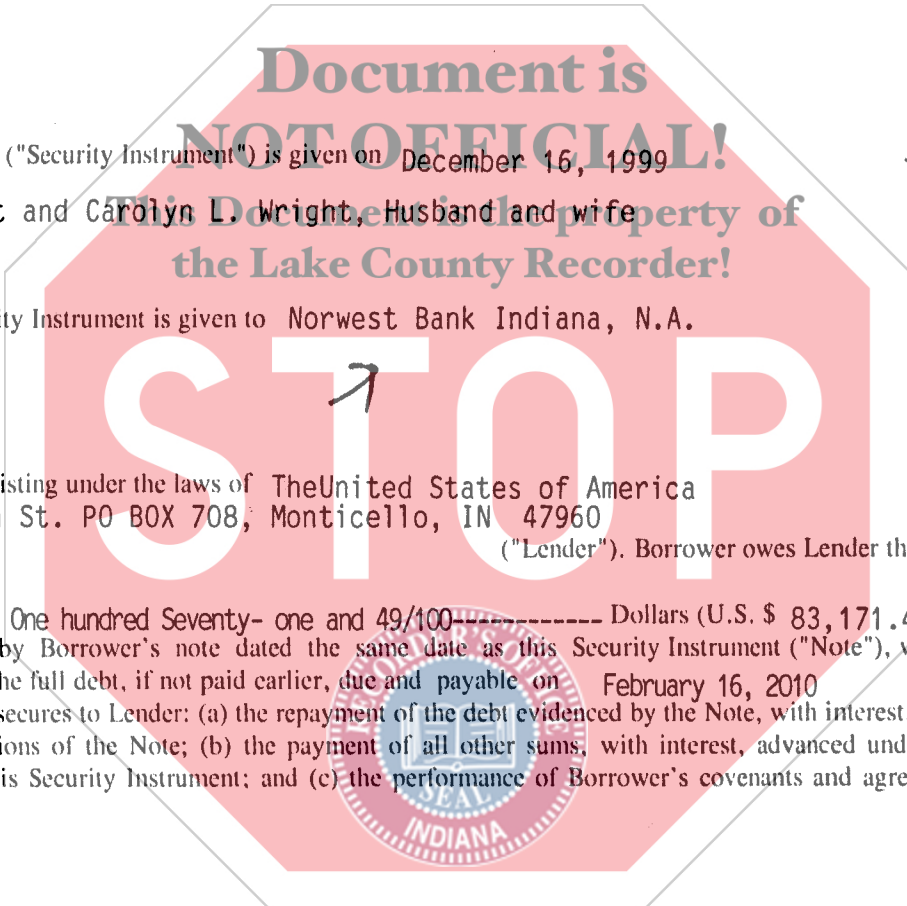 Document is
NOT OFFICIAL!
("Security Instrument") is given on December 16, 1999
This Document is the property of
and Carolyn L. Wright, Husband and wife
the Lake County Recorder!
ity Instrument is given to Norwest Bank Indiana, N.A.
STOP
isting under the laws of TheUnited States of America
St. PO BOX 708, Monticello, IN 47960
("Lender"). Borrower owes Lender th
One hundred Seventy- one and 49/100------------- Dollars (U.S. $ 83,171.4
by Borrower's note dated the same date as this Security Instrument ("Note"), w
he full debt, if not paid earlier, due and payable on February 16, 2010
secures to Lender: (a) the repayment of the debt evidenced by the Note, with interest
ions of the Note; (b) the payment of all other sums, with interest, advanced und
is Security Instrument; and (c) the performance of Borrower's covenants and agre
RECORDER'S OFFICE
SEAL
INDIANA